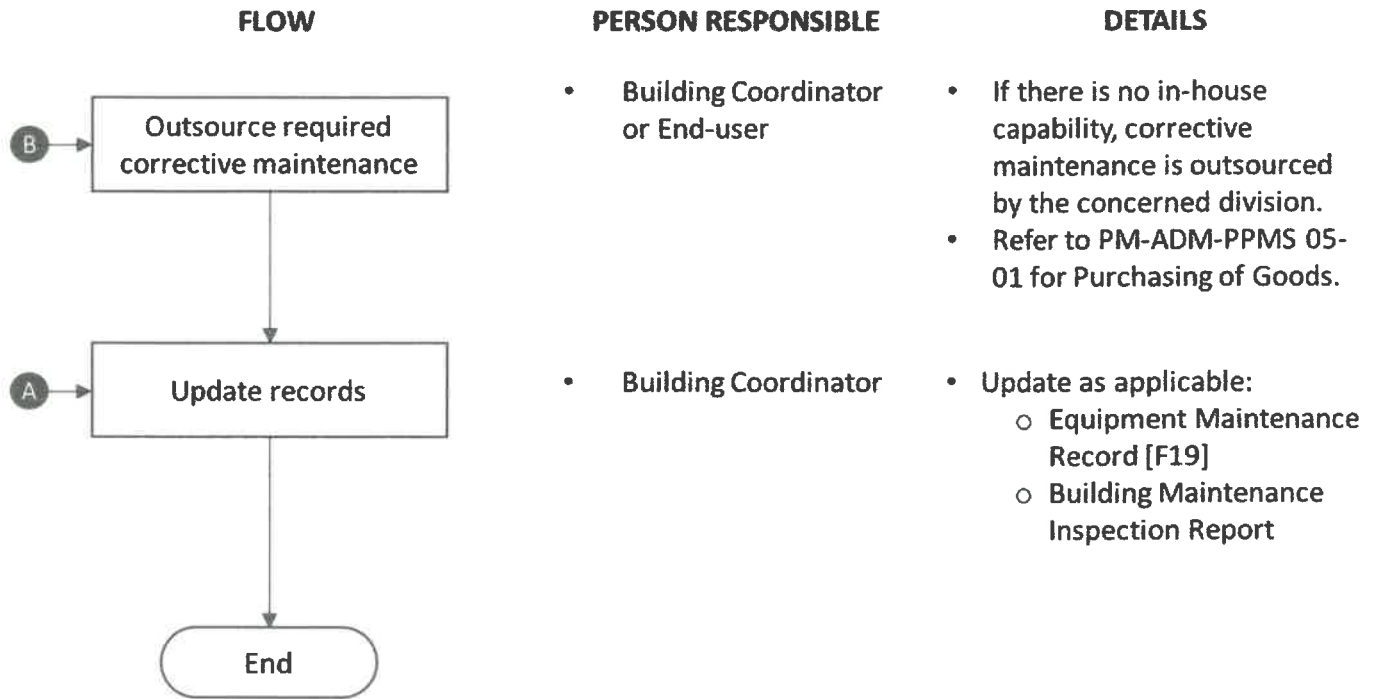 FLOW
PERSON RESPONSIBLE
DETAILS
B
Outsource required
corrective maintenance
• Building Coordinator
or End-user
• If there is no in-house
capability, corrective
maintenance is outsourced
by the concerned division.
• Refer to PM-ADM-PPMS 05-
01 for Purchasing of Goods.
A
Update records
• Building Coordinator
• Update as applicable:
○ Equipment Maintenance
Record [F19]
○ Building Maintenance
Inspection Report
End